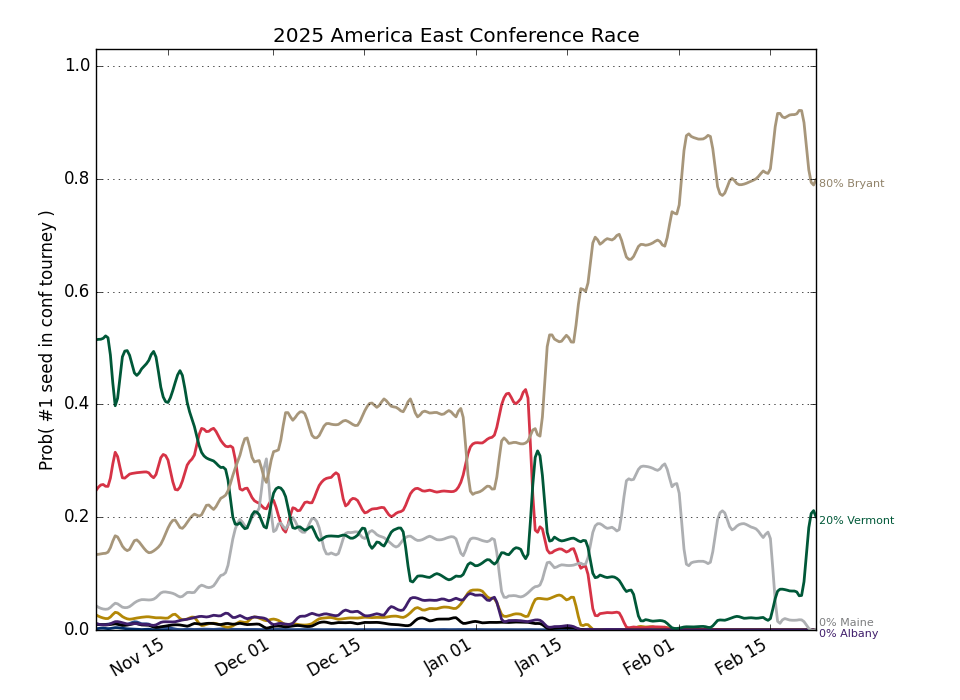 2025 America East Conference Race
Prob( #1 seed in conf tourney )
1.0
0.8
0.6
0.4
0.2
0.0
80% Bryant
20% Vermont
0% Maine
0% Albany
Nov 15
Dec 01
Dec 15
Jan 01
Jan 15
Feb 01
Feb 15